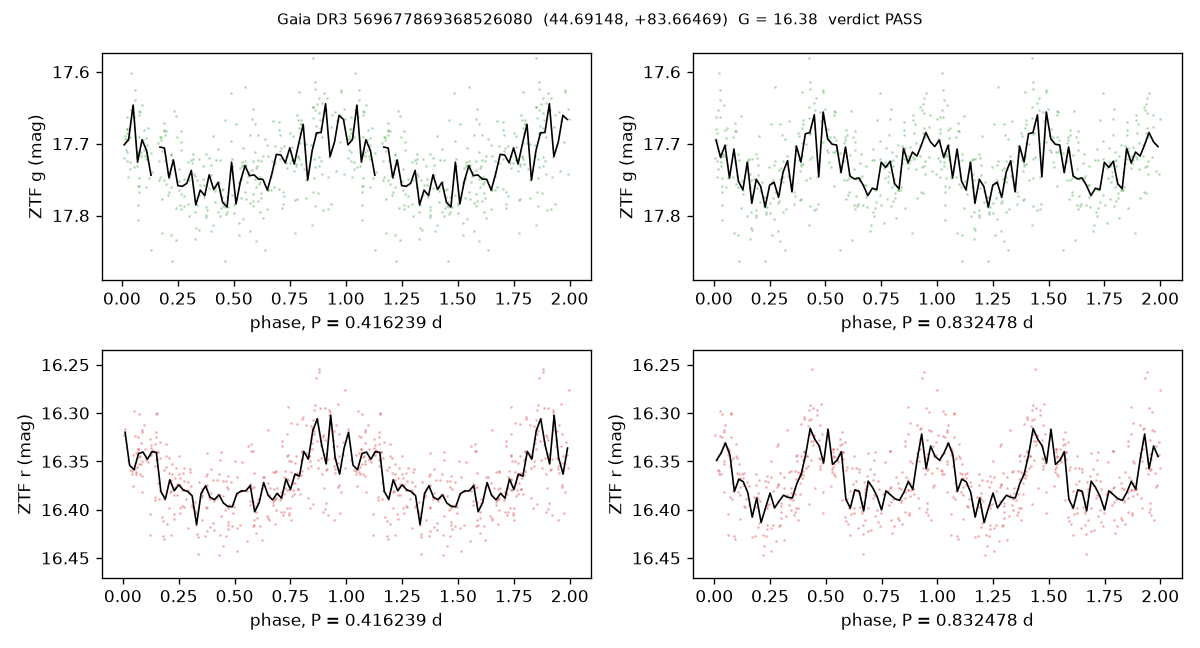 Gaia DR3 569677869368526080  (44.69148, +83.66469)  G = 16.38  verdict PASS
ZTF g (mag)
17.6
17.7
17.8
0.00 0.25 0.50 0.75 1.00 1.25 1.50 1.75 2.00
phase, P = 0.416239 d
ZTF g (mag)
17.6
17.7
17.8
0.00 0.25 0.50 0.75 1.00 1.25 1.50 1.75 2.00
phase, P = 0.832478 d
ZTF r (mag)
16.25
16.30
16.35
16.40
16.45
0.00 0.25 0.50 0.75 1.00 1.25 1.50 1.75 2.00
phase, P = 0.416239 d
ZTF r (mag)
16.25
16.30
16.35
16.40
16.45
0.00 0.25 0.50 0.75 1.00 1.25 1.50 1.75 2.00
phase, P = 0.832478 d